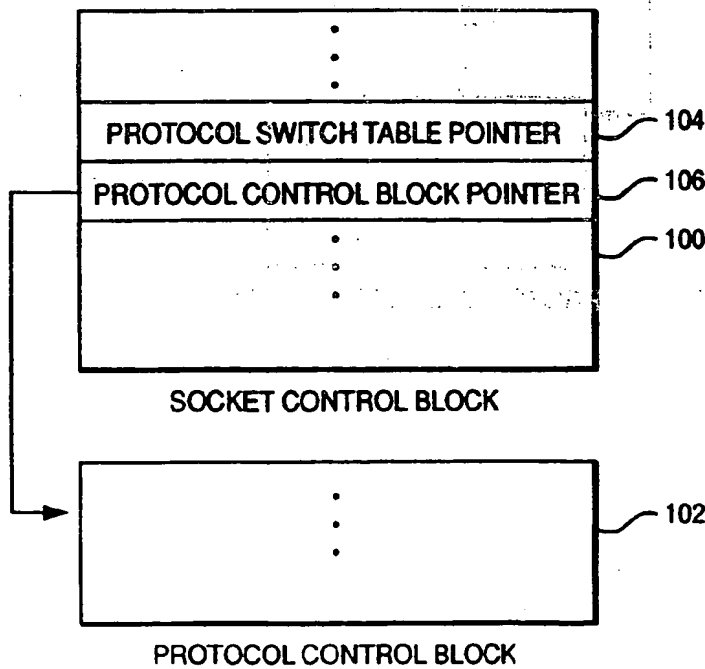 PROTOCOL SWITCH TABLE POINTER 104
PROTOCOL CONTROL BLOCK POINTER 106
100
SOCKET CONTROL BLOCK
102
PROTOCOL CONTROL BLOCK